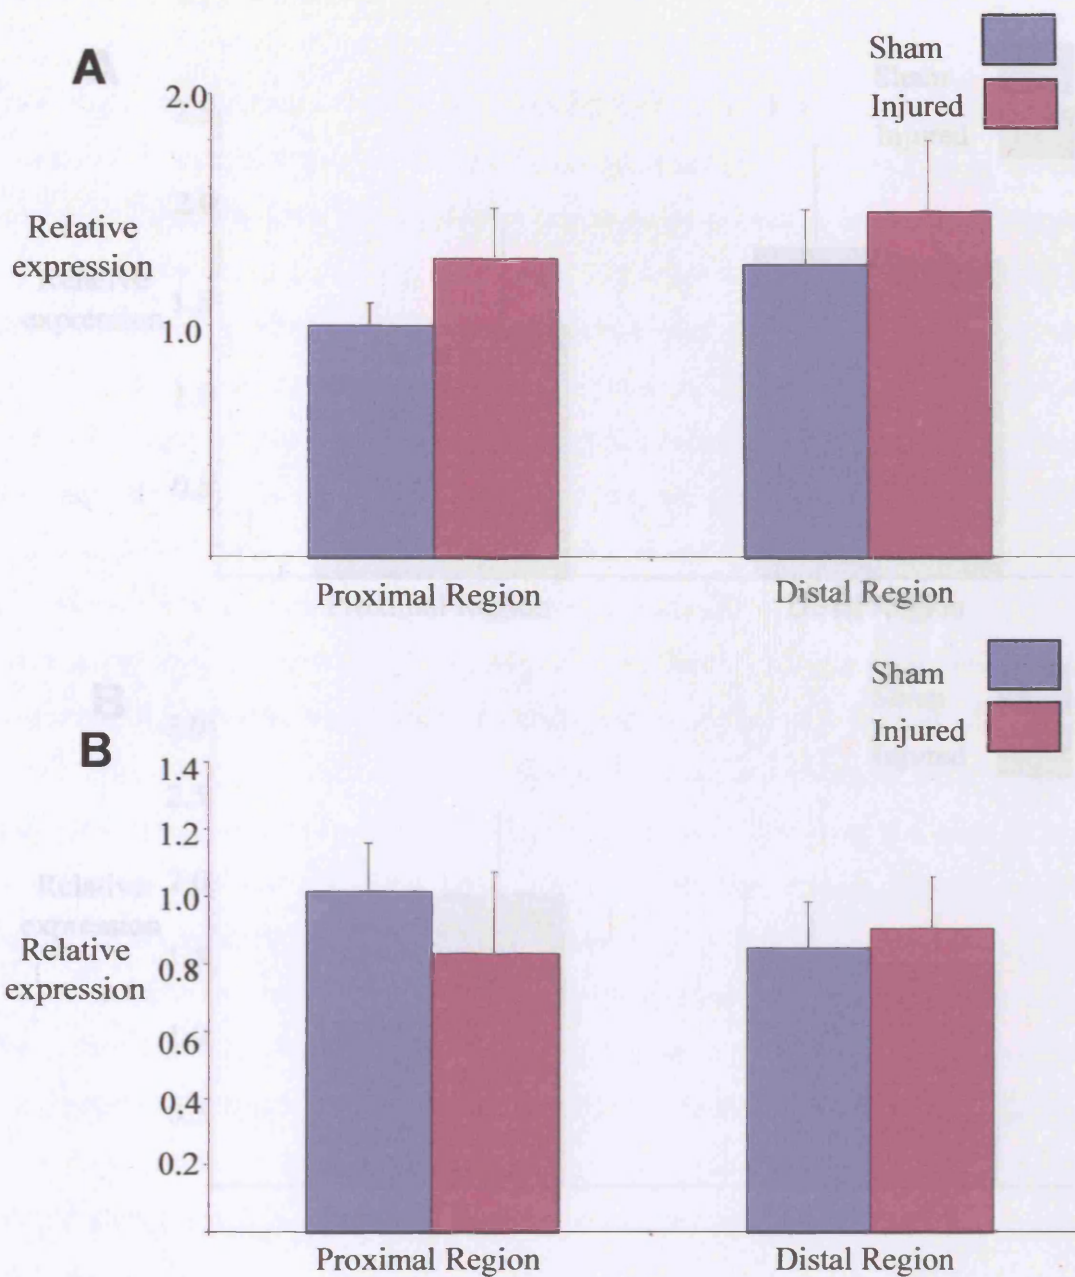 A
Sham
Injured
2.0
Relative
expression
1.0
Proximal Region
Distal Region
Sham
Injured
B
1.4
1.2
1.0
Relative
expression
0.8
0.6
0.4
0.2
Proximal Region
Distal Region